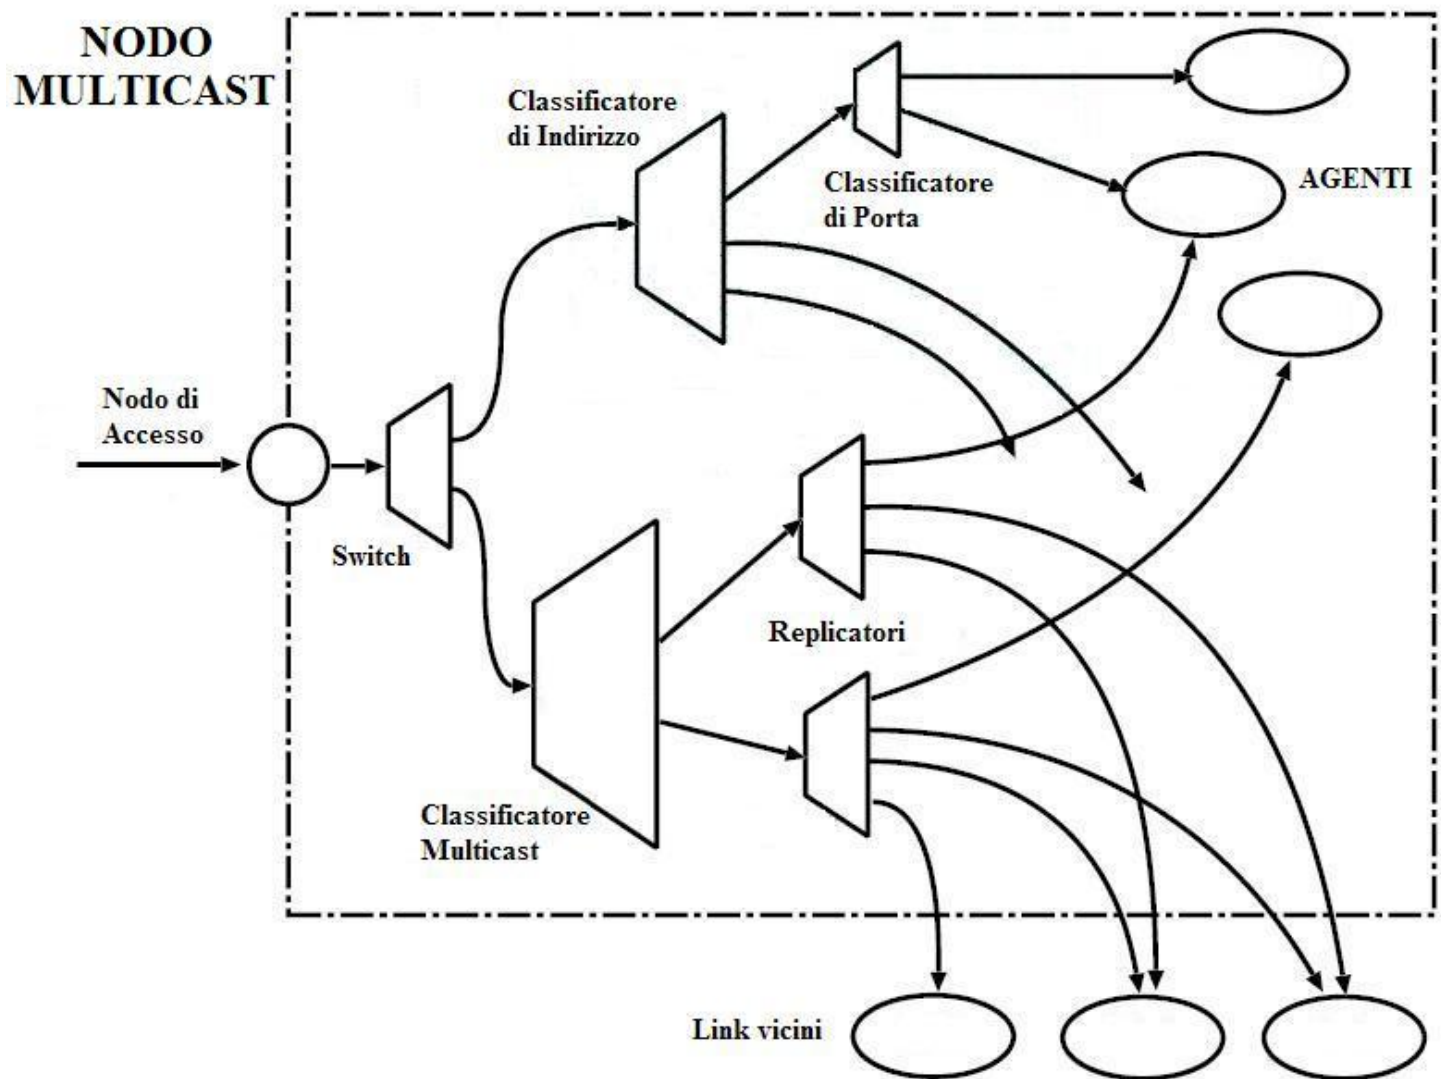 NODO
MULTICAST
Classificatore
di Indirizzo
Classificatore
di Porta
AGENTI
Nodo di
Accesso
Switch
Replicatori
Classificatore
Multicast
Link vicini